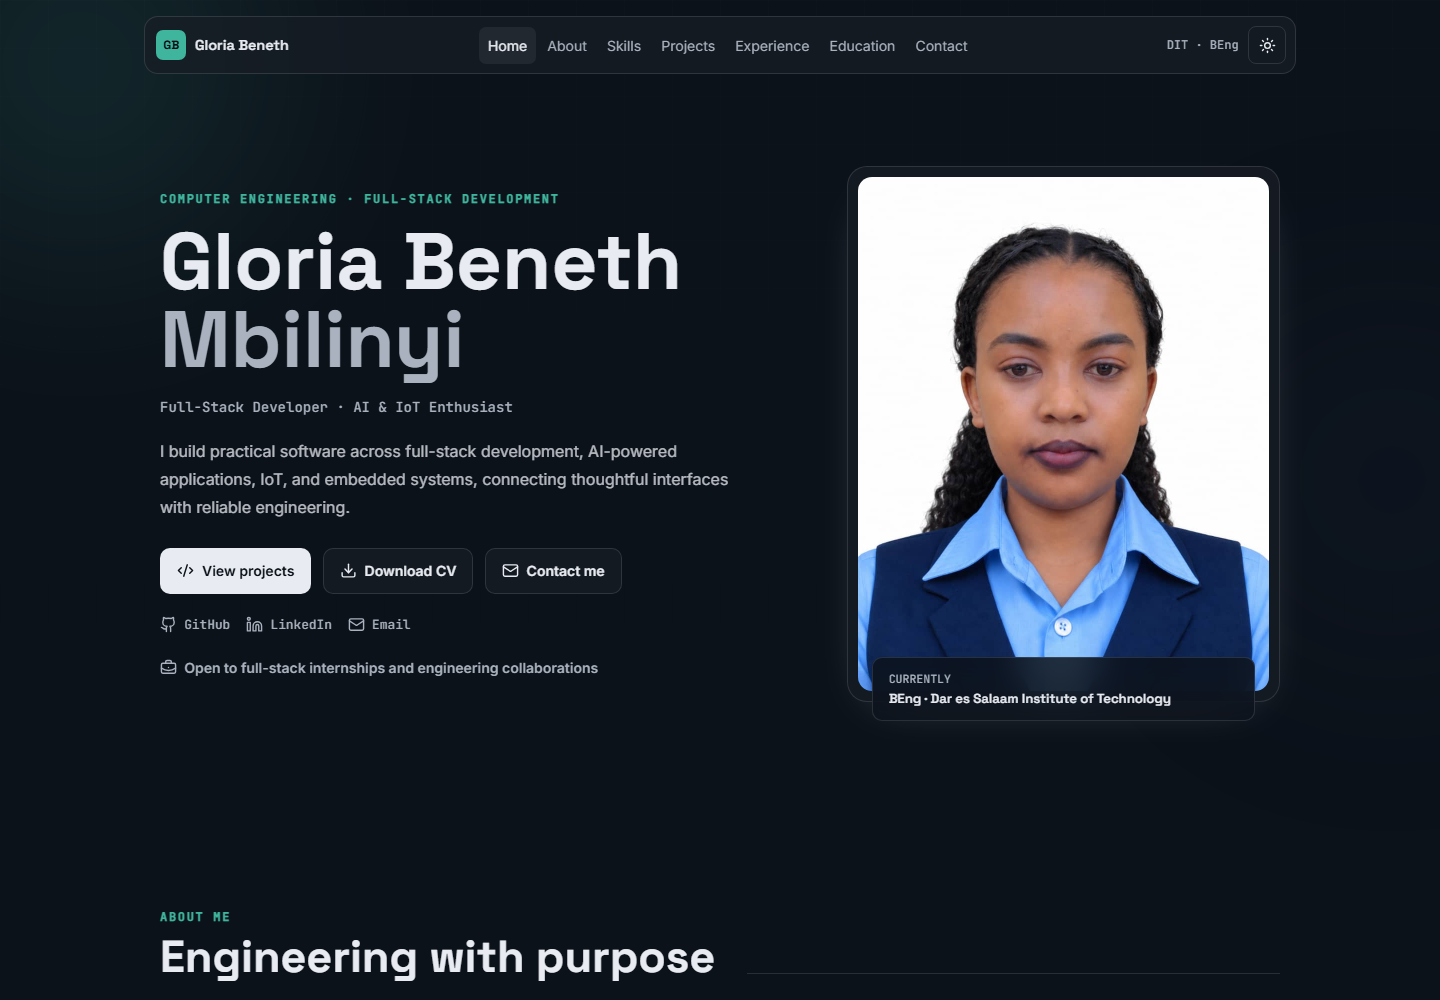 GB Gloria Beneth Home About Skills Projects Experience Education Contact DIT · BEng
COMPUTER ENGINEERING · FULL-STACK DEVELOPMENT
Gloria Beneth
Mbilinyi
Full-Stack Developer · AI & IoT Enthusiast
I build practical software across full-stack development, AI-powered
applications, IoT, and embedded systems, connecting thoughtful interfaces
with reliable engineering.
View projects Download CV Contact me
GitHub LinkedIn Email
Open to full-stack internships and engineering collaborations
CURRENTLY
BEng · Dar es Salaam Institute of Technology
ABOUT ME
Engineering with purpose